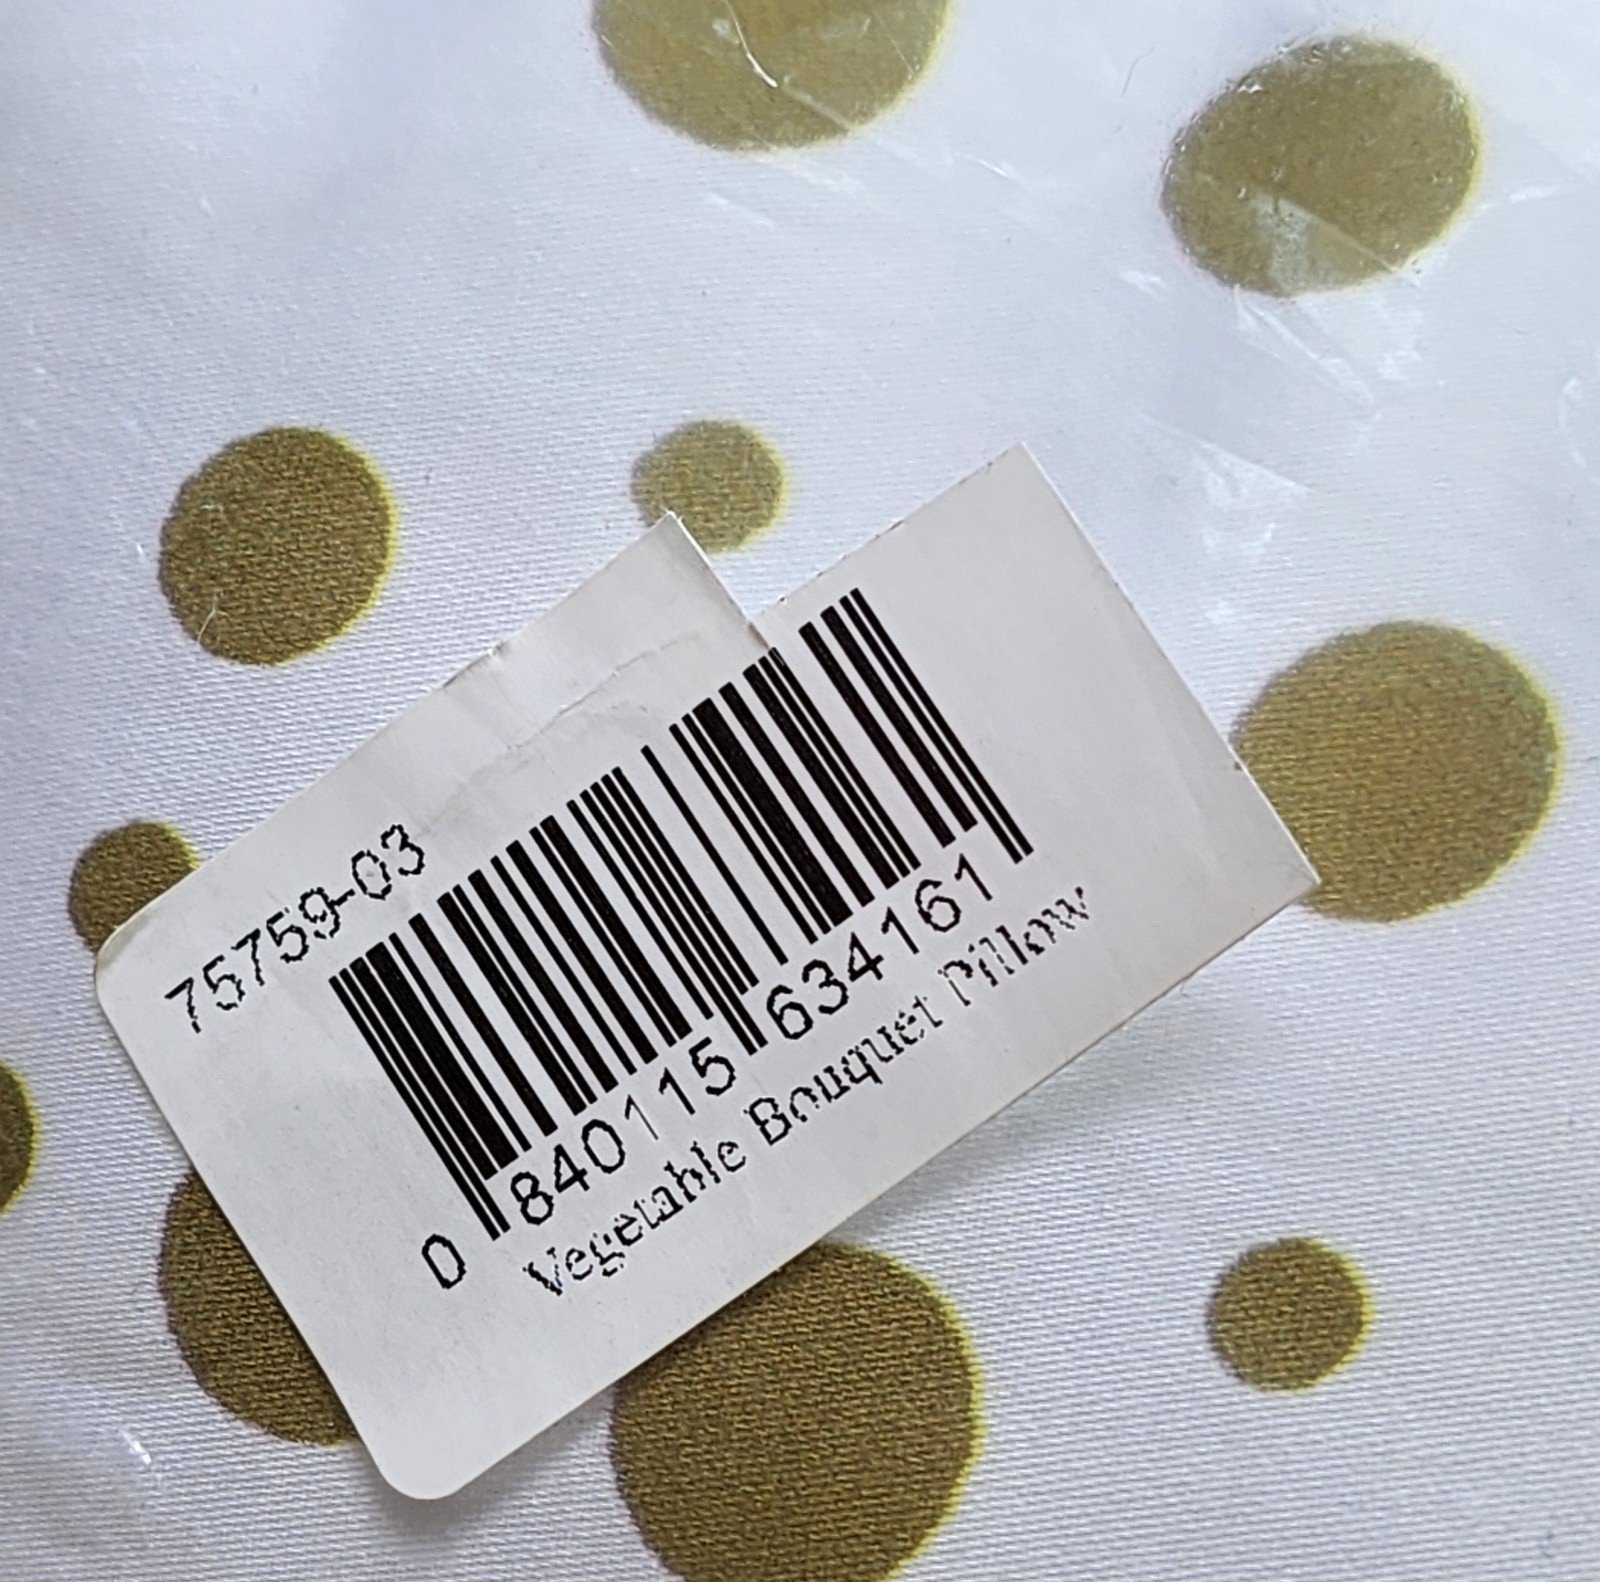 75759-03
0 840115 634161
Vegetable Bouquet Pillow